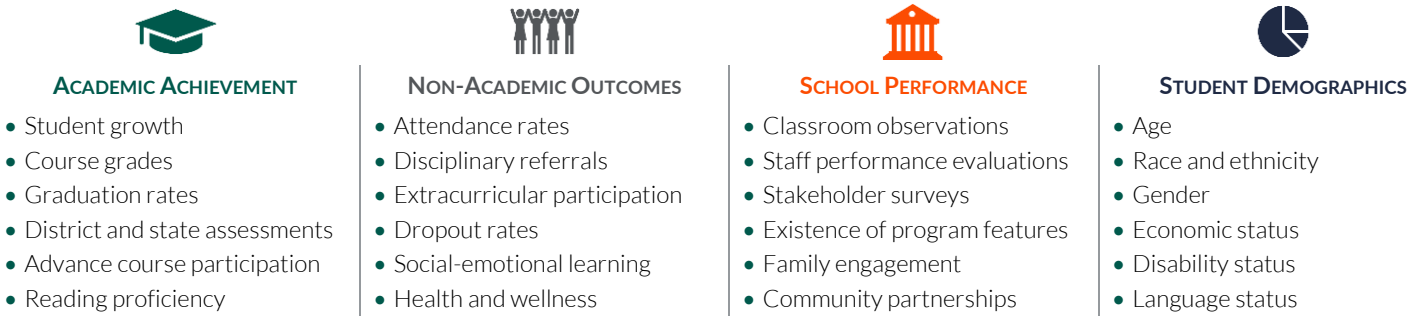 ACADEMIC ACHIEVEMENT
• Student growth
• Course grades
• Graduation rates
• District and state assessments
• Advance course participation
• Reading proficiency
NON-ACADEMIC OUTCOMES
• Attendance rates
• Disciplinary referrals
• Extracurricular participation
• Dropout rates
• Social-emotional learning
• Health and wellness
SCHOOL PERFORMANCE
• Classroom observations
• Staff performance evaluations
• Stakeholder surveys
• Existence of program features
• Family engagement
• Community partnerships
STUDENT DEMOGRAPHICS
• Age
• Race and ethnicity
• Gender
• Economic status
• Disability status
• Language status